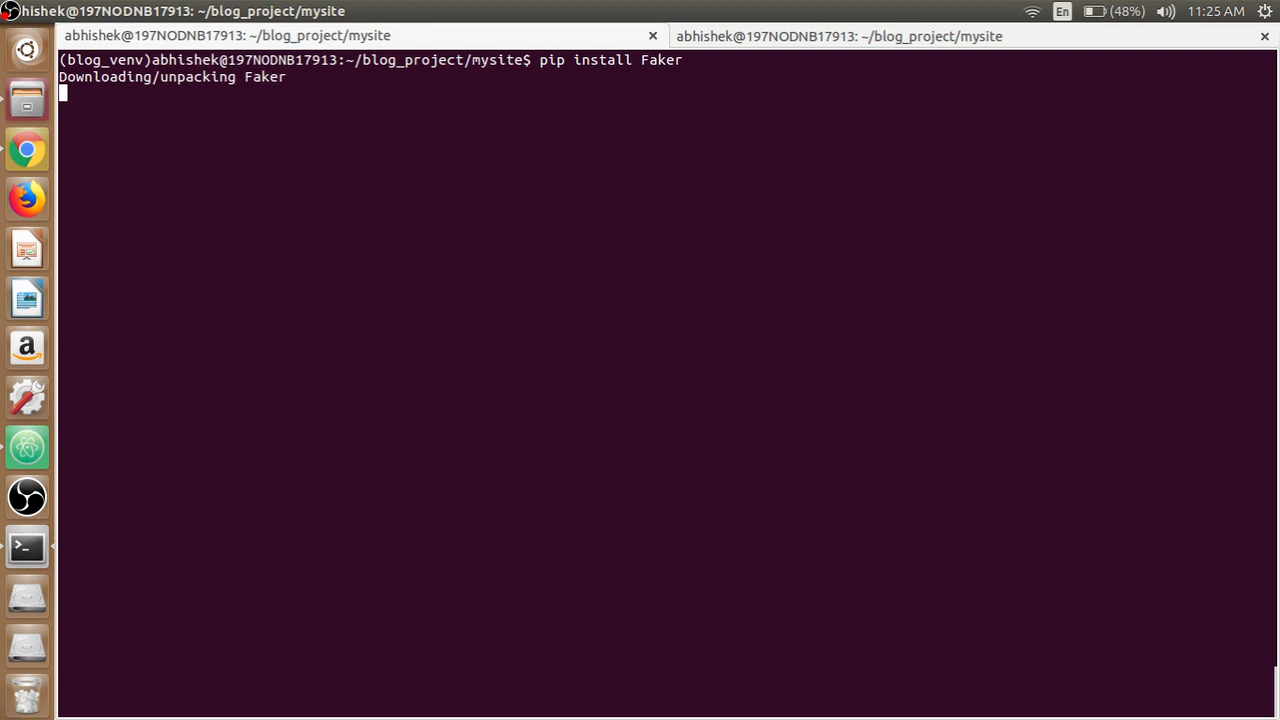 hishek@197NODNB17913: ~/blog_project/mysite En (48%) 11:25 AM
abhishek@197NODNB17913: ~/blog_project/mysite × abhishek@197NODNB17913: ~/blog_project/mysite ×
(blog_venv)abhishek@197NODNB17913:~/blog_project/mysite$ pip install Faker
Downloading/unpacking Faker
a
>_